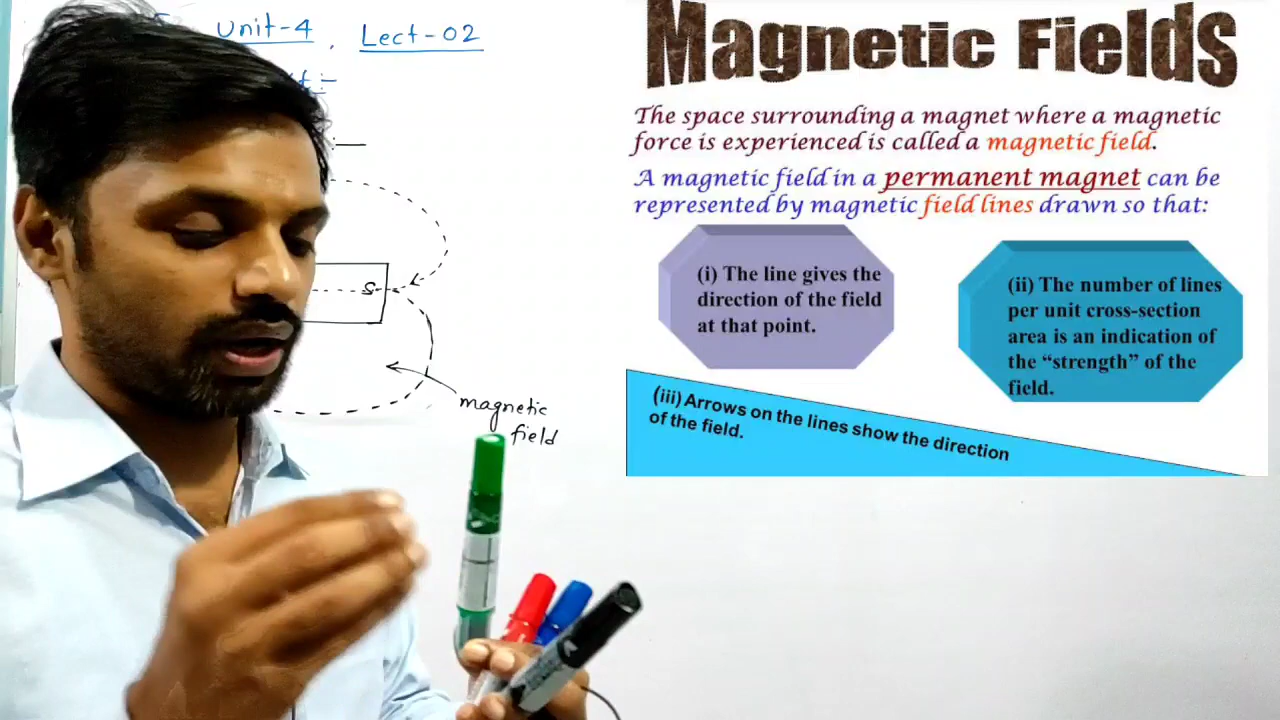 Unit-4, Lect-02
S
magnetic
field
Magnetic Fields
The space surrounding a magnet where a magnetic
force is experienced is called a magnetic field.
A magnetic field in a permanent magnet can be
represented by magnetic field lines drawn so that:
(i) The line gives the
direction of the field
at that point.
(ii) The number of lines
per unit cross-section
area is an indication of
the “strength” of the
field.
(iii) Arrows on the lines show the direction
of the field.